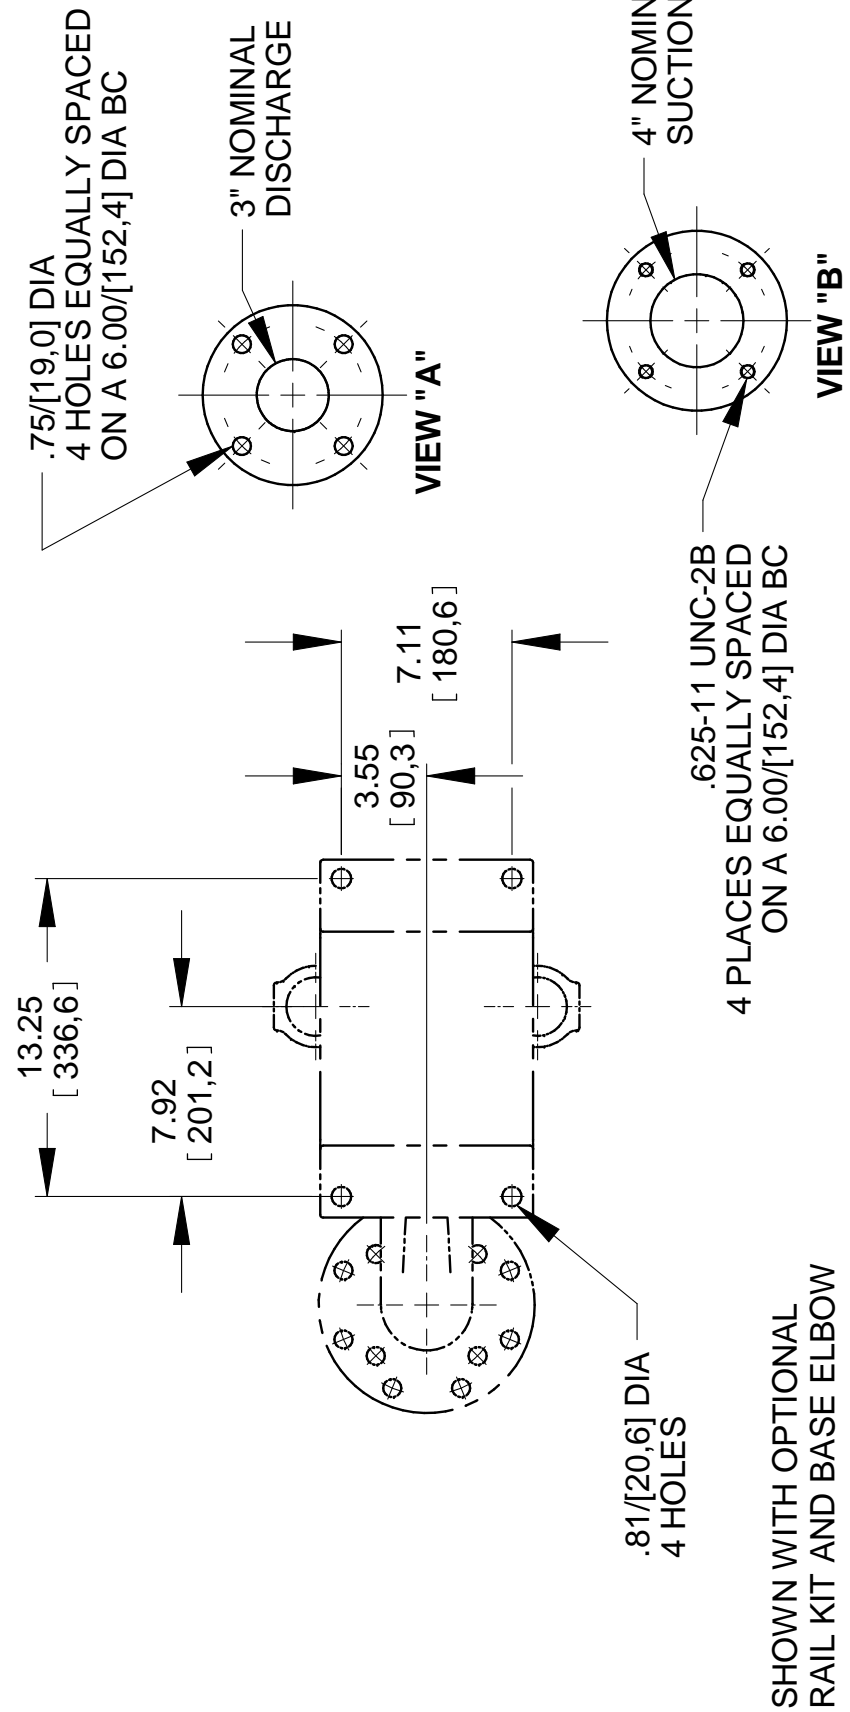 .75/[19,0] DIA
4 HOLES EQUALLY SPACED
ON A 6.00/[152,4] DIA BC
3" NOMINAL
DISCHARGE
VIEW "A"
4" NOMIN
SUCTION
VIEW "B"
.625-11 UNC-2B
4 PLACES EQUALLY SPACED
ON A 6.00/[152,4] DIA BC
13.25
[ 336,6 ]
7.92
[ 201,2 ]
3.55
[ 90,3 ]
7.11
[ 180,6 ]
.81/[20,6] DIA
4 HOLES
SHOWN WITH OPTIONAL
RAIL KIT AND BASE ELBOW